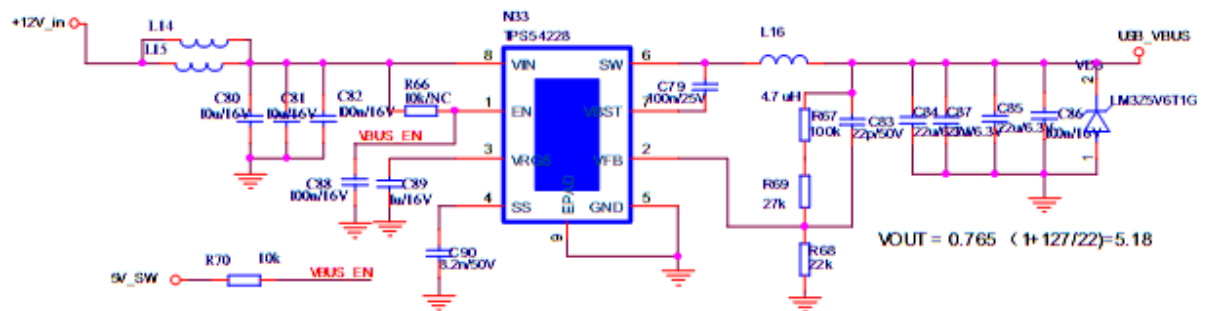 N33
TPS54228
+12V_in
L14
L15
C80
10u/16V
C81
10u/16V
C82
100n/16V
R66
10k/NC
VBUS_EN
8
VIN
1
EN
3
VRG5
4
SS
SW
6
VBST
7
VFB
2
GND
5
EPAD
9
C88
100n/16V
C89
1u/16V
C90
8.2n/50V
5V_SW
R70
10k
VBUS_EN
C79
100n/25V
L16
4.7 uH
R67
100k
C83
22p/50V
R69
27k
R68
22k
C84
C87
C85
22u/6.3V
C86
100n/16V
2
1
LM3Z5V6T1G
USB_VBUS
VOUT = 0.765 (1+127/22)=5.18